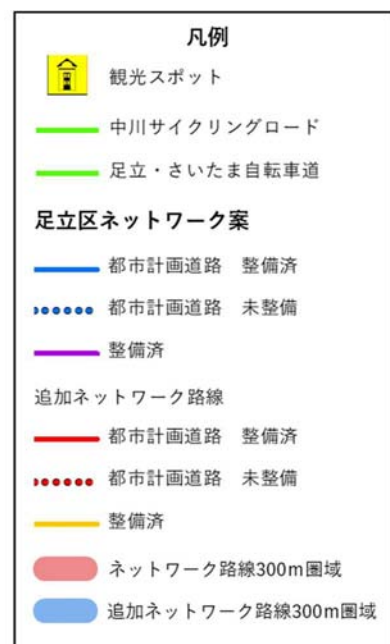 凡例
観光スポット
中川サイクリングロード
足立・さいたま自転車道
足立区ネットワーク案
都市計画道路　整備済
都市計画道路　未整備
整備済
追加ネットワーク路線
都市計画道路　整備済
都市計画道路　未整備
整備済
ネットワーク路線300m圏域
追加ネットワーク路線300m圏域